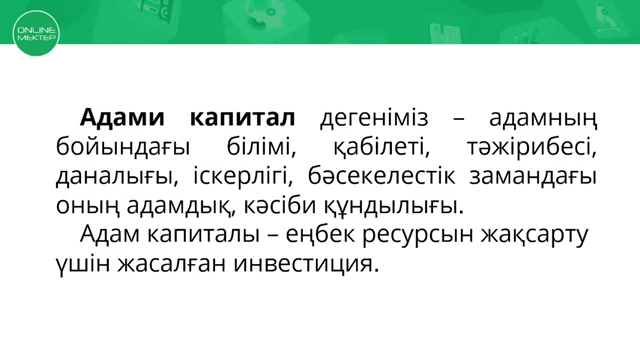 ONLINE
МЕКТЕР
Адами капитал дегеніміз – адамның
бойындағы білімі, қабілеті, тәжірибесі,
даналығы, іскерлігі, бәсекелестік замандағы
оның адамдық, кәсіби құндылығы.
Адам капиталы – еңбек ресурсын жақсарту
үшін жасалған инвестиция.